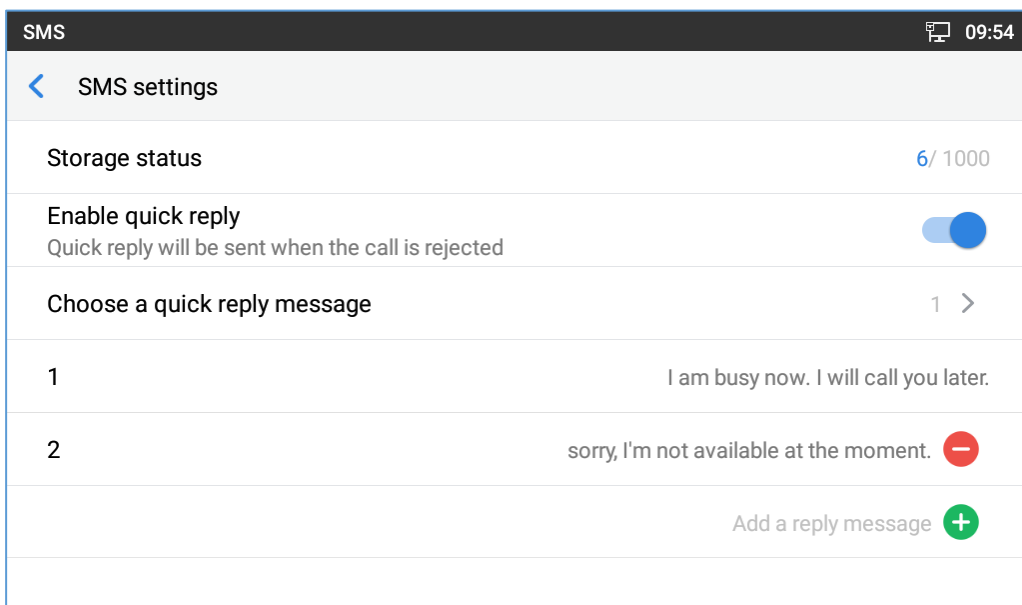 SMS 09:54
SMS settings
Storage status 6/ 1000
Enable quick reply
Quick reply will be sent when the call is rejected
Choose a quick reply message 1
1 I am busy now. I will call you later.
2 sorry, I'm not available at the moment.
Add a reply message